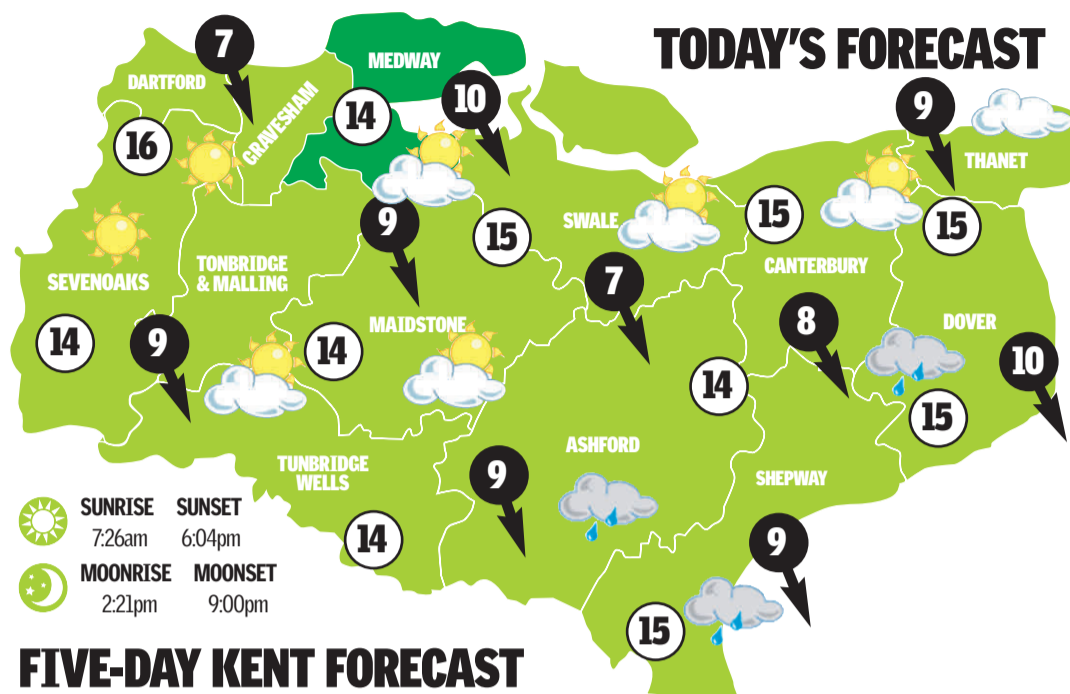 TODAY'S FORECAST
7
MEDWAY
DARTFORD
GRAVESHAM
14
10
9
16
THANET
9
15
SWALE
15
15
7
CANTERBURY
SEVENOAKS
TONBRIDGE
& MALLING
14
9
14
MAIDSTONE
8
DOVER
10
14
15
ASHFORD
TUNBRIDGE
WELLS
9
SHEPWAY
14
9
15
SUNRISE SUNSET
7:26am 6:04pm
MOONRISE MOONSET
2:21pm 9:00pm
FIVE-DAY KENT FORECAST